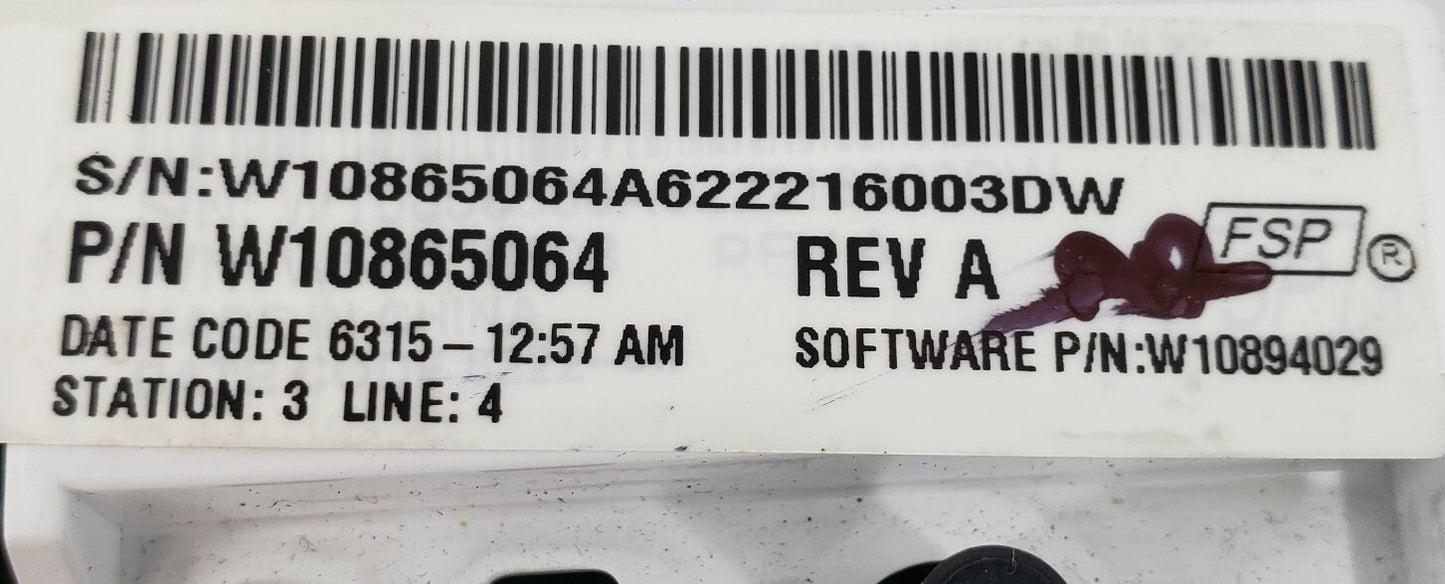 S/N:W10865064A622216003DW
P/N W10865064 REV A FSP ®
DATE CODE 6315 – 12:57 AM SOFTWARE P/N:W10894029
STATION: 3 LINE: 4